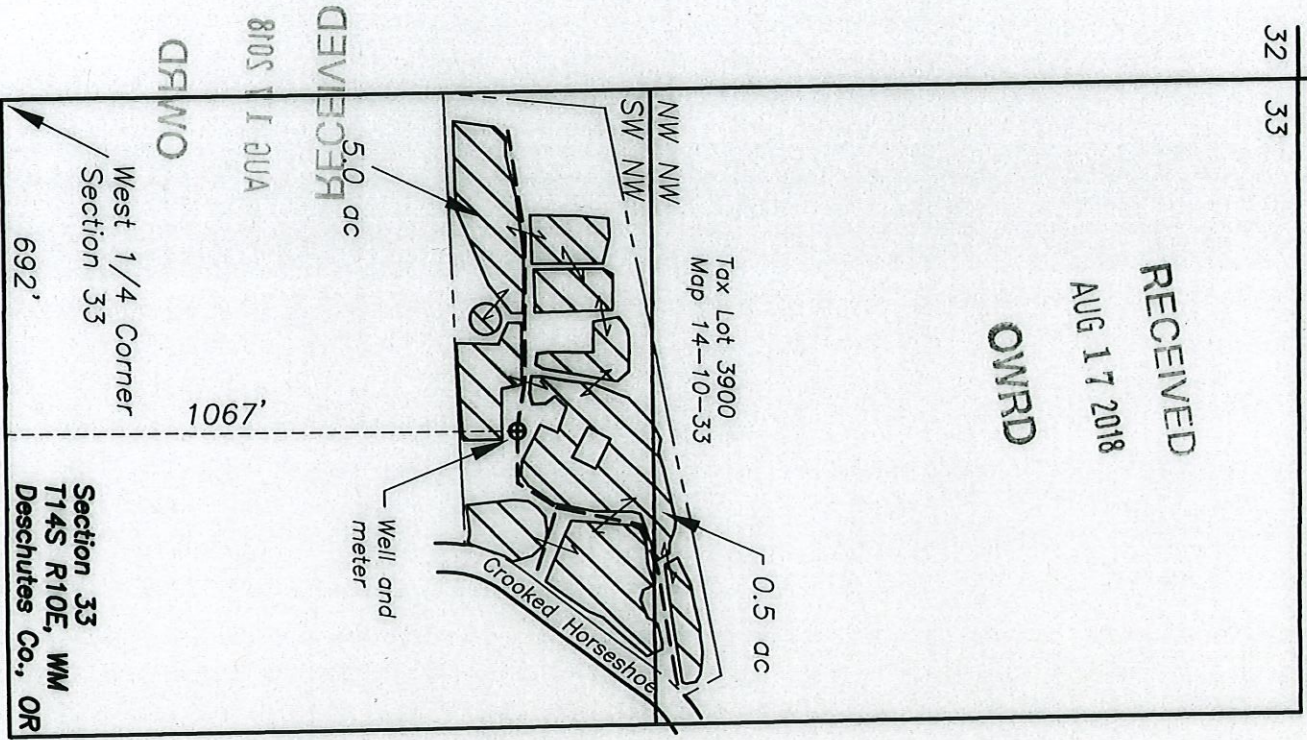 32
33
RECEIVED
AUG 17 2018
OWRD
NW NW
SW NW
Tax Lot 3900
Map 14-10-33
0.5 ac
RECEIVED
AUG 17 2018
OWRD
5.0 ac
Well and
meter
Crooked Horseshoe
1067'
West 1/4 Corner
Section 33
692'
Section 33
T14S R10E, WM
Deschutes Co., OR